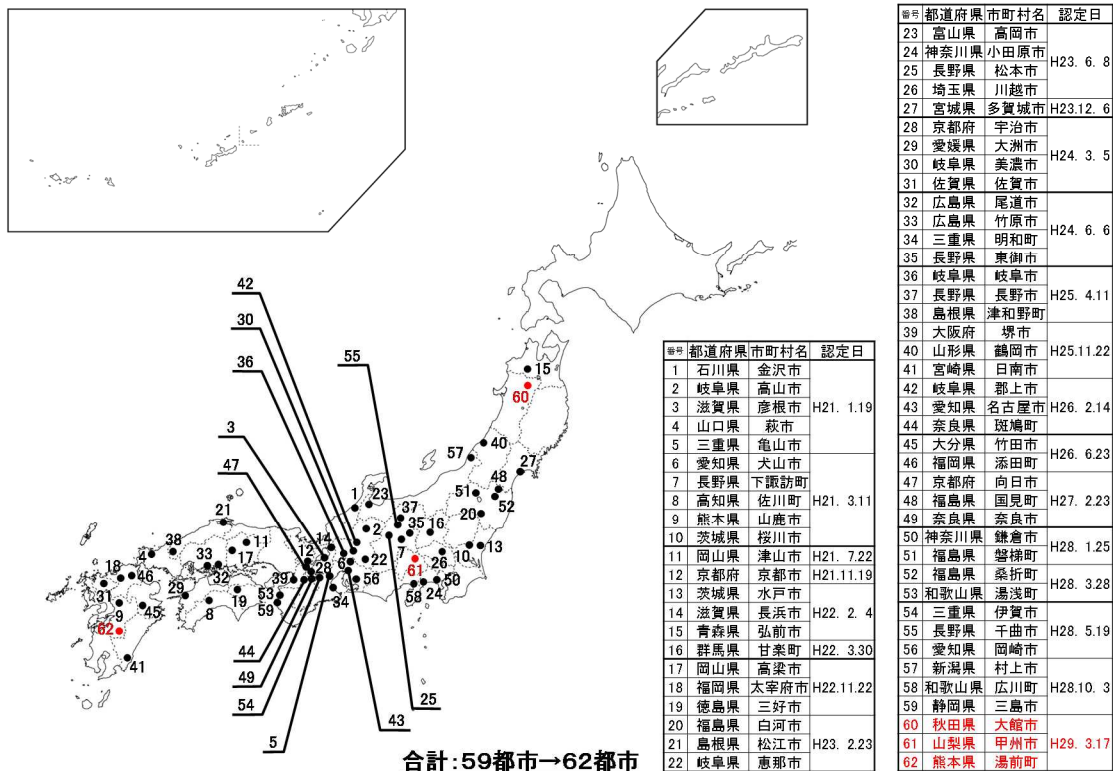 番号 都道府県 市町村名 認定日
1 石川県 金沢市 H21. 1.19
2 岐阜県 高山市
3 滋賀県 彦根市
4 山口県 萩市
5 三重県 亀山市
6 愛知県 犬山市 H21. 3.11
7 長野県 下諏訪町
8 高知県 佐川町
9 熊本県 山鹿市
10 茨城県 桜川市
11 岡山県 津山市 H21. 7.22
12 京都府 京都市 H21.11.19
13 茨城県 水戸市 H22. 2. 4
14 滋賀県 長浜市
15 青森県 弘前市
16 群馬県 甘楽町 H22. 3.30
17 岡山県 高梁市 H22.11.22
18 福岡県 太宰府市
19 徳島県 三好市
20 福島県 白河市 H23. 2.23
21 島根県 松江市
22 岐阜県 恵那市
番号 都道府県 市町村名 認定日
23 富山県 高岡市 H23. 6. 8
24 神奈川県 小田原市
25 長野県 松本市
26 埼玉県 川越市
27 宮城県 多賀城市 H23.12. 6
28 京都府 宇治市 H24. 3. 5
29 愛媛県 大洲市
30 岐阜県 美濃市
31 佐賀県 佐賀市
32 広島県 尾道市 H24. 6. 6
33 広島県 竹原市
34 三重県 明和町
35 長野県 東御市
36 岐阜県 岐阜市 H25. 4.11
37 長野県 長野市
38 島根県 津和野町
39 大阪府 堺市 H25.11.22
40 山形県 鶴岡市
41 宮崎県 日南市
42 岐阜県 郡上市 H26. 2.14
43 愛知県 名古屋市
44 奈良県 斑鳩町
45 大分県 竹田市 H26. 6.23
46 福岡県 添田町
47 京都府 向日市 H27. 2.23
48 福島県 国見町
49 奈良県 奈良市
50 神奈川県 鎌倉市 H28. 1.25
51 福島県 磐梯町
52 福島県 桑折町 H28. 3.28
53 和歌山県 湯浅町
54 三重県 伊賀市 H28. 5.19
55 長野県 千曲市
56 愛知県 岡崎市
57 新潟県 村上市 H28.10. 3
58 和歌山県 広川町
59 静岡県 三島市
60 秋田県 大館市 H29. 3.17
61 山梨県 甲州市
62 熊本県 湯前町
42
30
36
55
3
47
15
60
40
57
27
48
51
52
20
1
23
37
35
16
2
7
21
11
14
38
4
33
17
12
6
22
61
26
10
13
18
46
32
28
397
56
58
24
50
31
29
19
53
34
9
45
8
59
62
41
44
49
54
5
43
25
合計:59都市→62都市